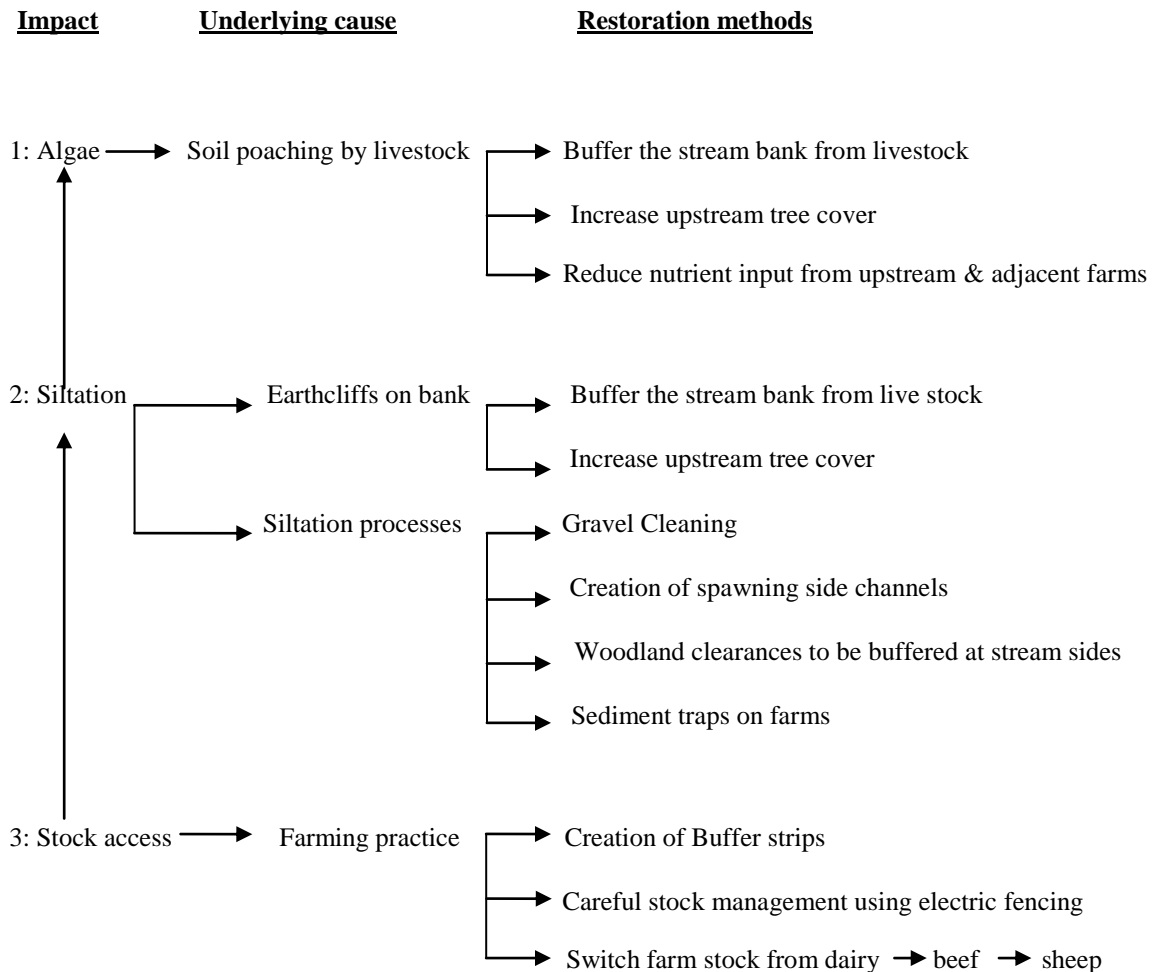 Impact Underlying cause Restoration methods
1: Algae Soil poaching by livestock Buffer the stream bank from livestock
Increase upstream tree cover
Reduce nutrient input from upstream & adjacent farms
2: Siltation Earthcliffs on bank Buffer the stream bank from live stock
Increase upstream tree cover
Siltation processes Gravel Cleaning
Creation of spawning side channels
Woodland clearances to be buffered at stream sides
Sediment traps on farms
3: Stock access Farming practice Creation of Buffer strips
Careful stock management using electric fencing
Switch farm stock from dairy beef sheep